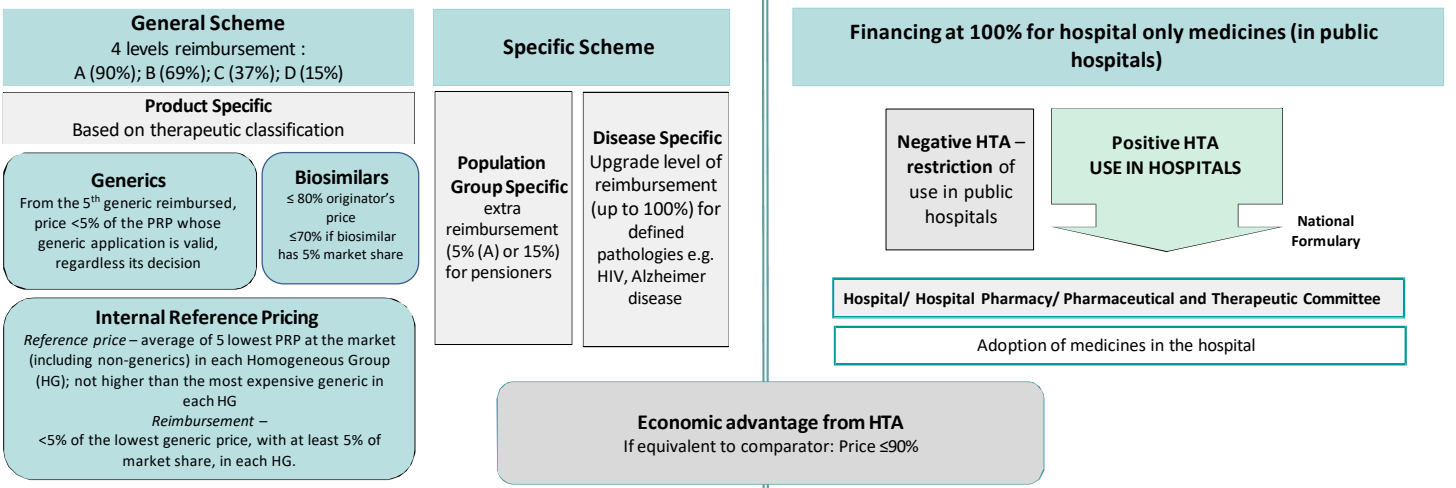 General Scheme
4 levels reimbursement :
A (90%); B (69%); C (37%); D (15%)
Product Specific
Based on therapeutic classification
Generics
From the 5th generic reimbursed,
price <5% of the PRP whose
generic application is valid,
regardless its decision
Biosimilars
≤ 80% originator's
price
≤70% if biosimilar
has 5% market share
Internal Reference Pricing
Reference price – average of 5 lowest PRP at the market
(including non-generics) in each Homogeneous Group
(HG); not higher than the most expensive generic in
each HG
Reimbursement –
<5% of the lowest generic price, with at least 5% of
market share, in each HG.
Specific Scheme
Population
Group Specific
extra
reimbursement
(5% (A) or 15%)
for pensioners
Disease Specific
Upgrade level of
reimbursement
(up to 100%) for
defined
pathologies e.g.
HIV, Alzheimer
disease
Financing at 100% for hospital only medicines (in public
hospitals)
Negative HTA –
restriction of
use in public
hospitals
Positive HTA
USE IN HOSPITALS
National
Formulary
Hospital/ Hospital Pharmacy/ Pharmaceutical and Therapeutic Committee
Adoption of medicines in the hospital
Economic advantage from HTA
If equivalent to comparator: Price ≤90%